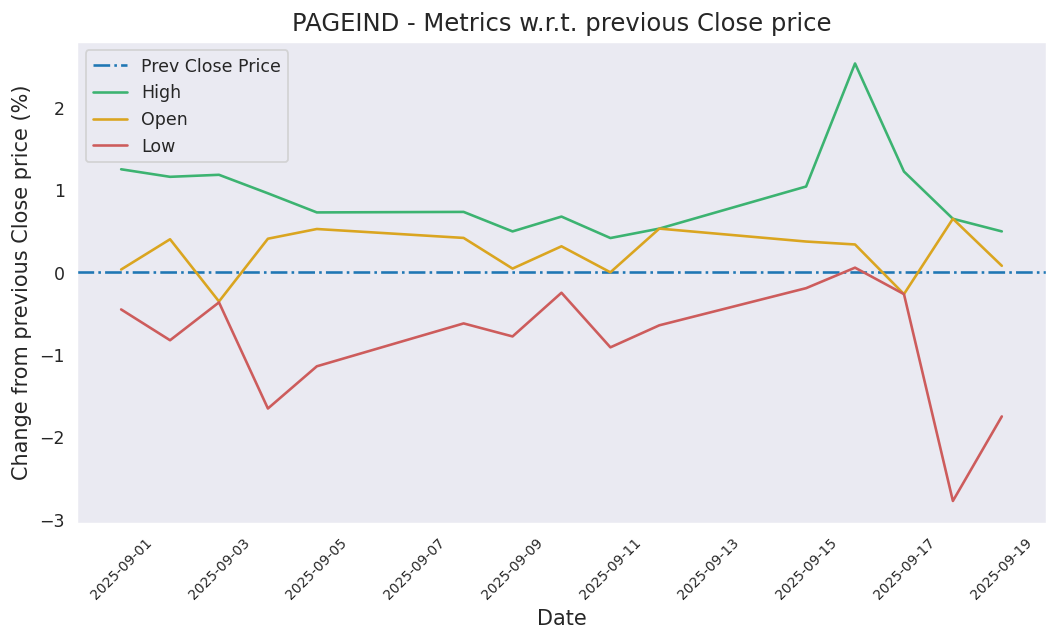 PAGEIND - Metrics w.r.t. previous Close price
Prev Close Price
High
Open
Low
Change from previous Close price (%)
2
1
0
−1
−2
−3
2025-09-01
2025-09-03
2025-09-05
2025-09-07
2025-09-09
2025-09-11
2025-09-13
2025-09-15
2025-09-17
2025-09-19
Date